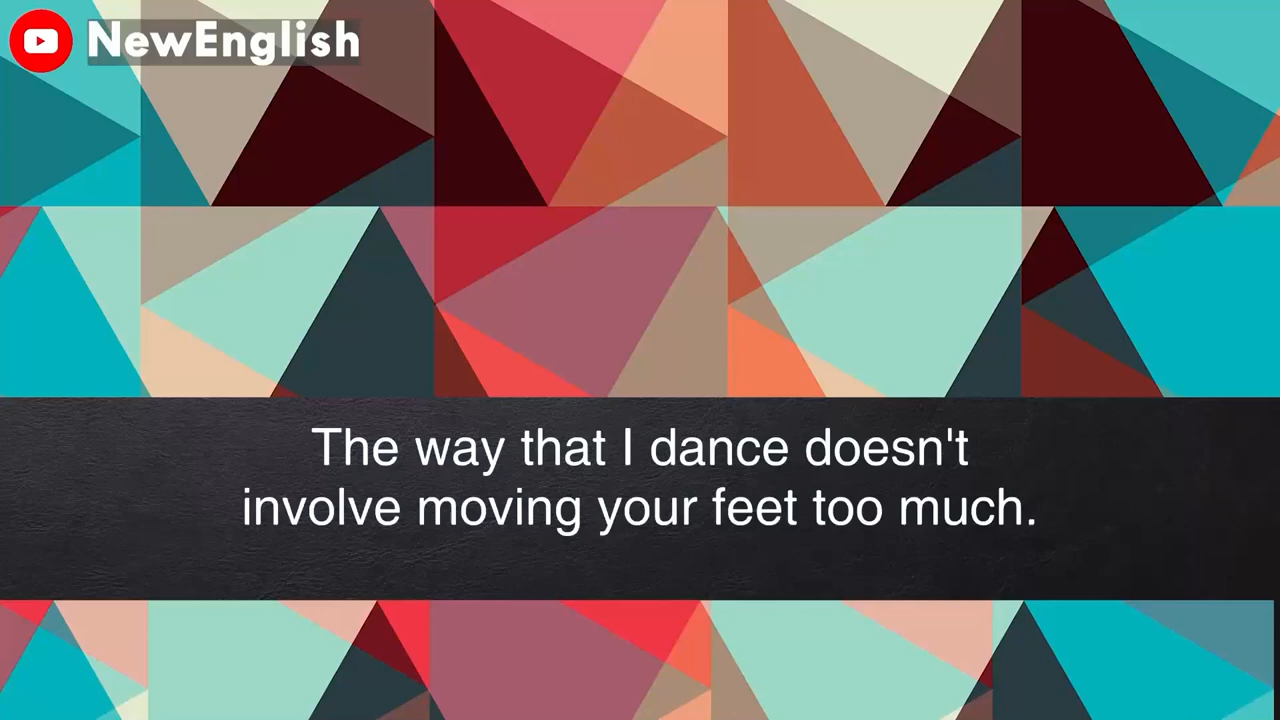 NewEnglish
The way that I dance doesn't
involve moving your feet too much.